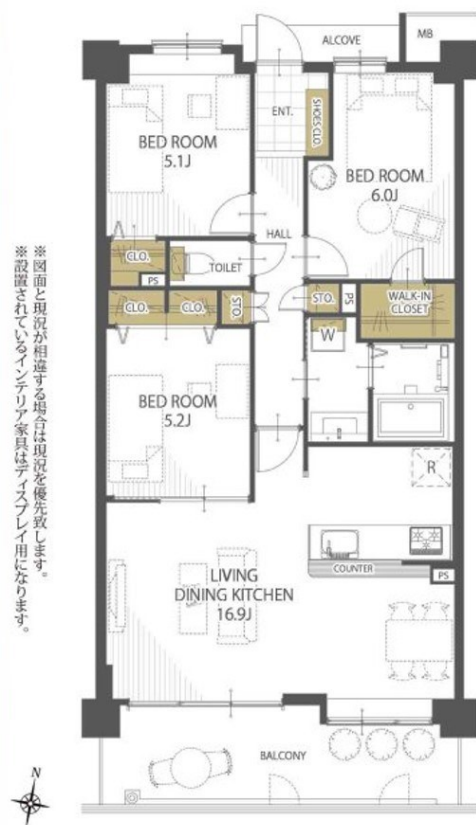 ALCOVE
MB
ENT.
SHOES CLO.
BED ROOM
5.1J
BED ROOM
6.0J
HALL
CLO.
PS
TOILET
CLO.
CLO.
STO.
STO.
PS
WALK-IN
CLOSET
W
BED ROOM
5.2J
R
COUNTER
PS
LIVING
DINING KITCHEN
16.9J
BALCONY
N
※図面と現況が相違する場合は現況を優先致します。
※設置されているインテリア家具はディスプレイ用になります。